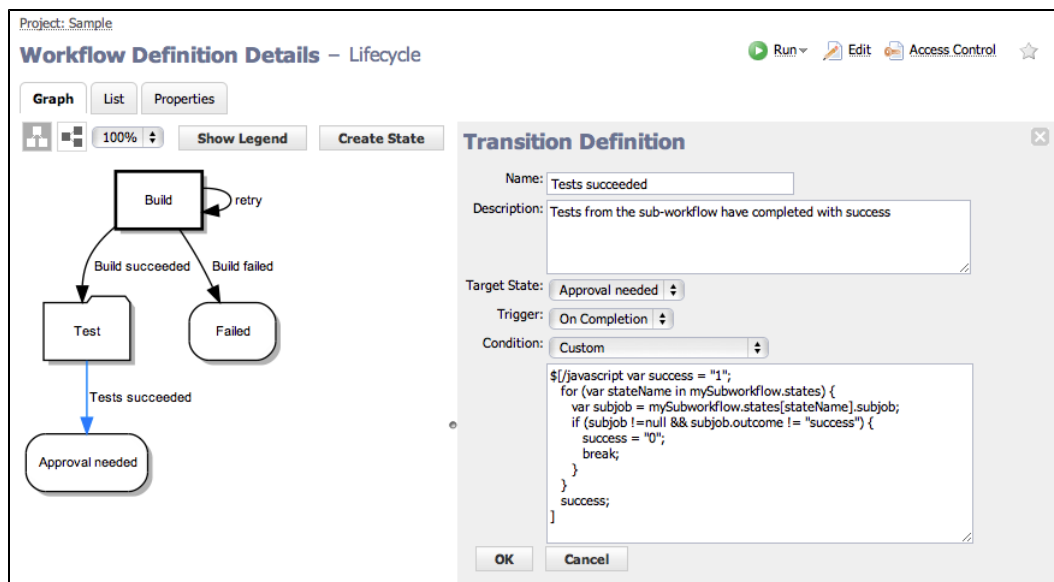 Project: Sample
Workflow Definition Details – Lifecycle
Run
Edit
Access Control
Graph
List
Properties
100%
Show Legend
Create State
Build
retry
Build succeeded
Build failed
Test
Failed
Tests succeeded
Approval needed
Transition Definition
Name: Tests succeeded
Description: Tests from the sub-workflow have completed with success
Target State: Approval needed
Trigger: On Completion
Condition: Custom
$[/javascript var success = "1";
for (var stateName in mySubworkflow.states) {
var subjob = mySubworkflow.states[stateName].subjob;
if (subjob !=null && subjob.outcome != "success") {
success = "0";
break;
}
}
success;
]
OK
Cancel